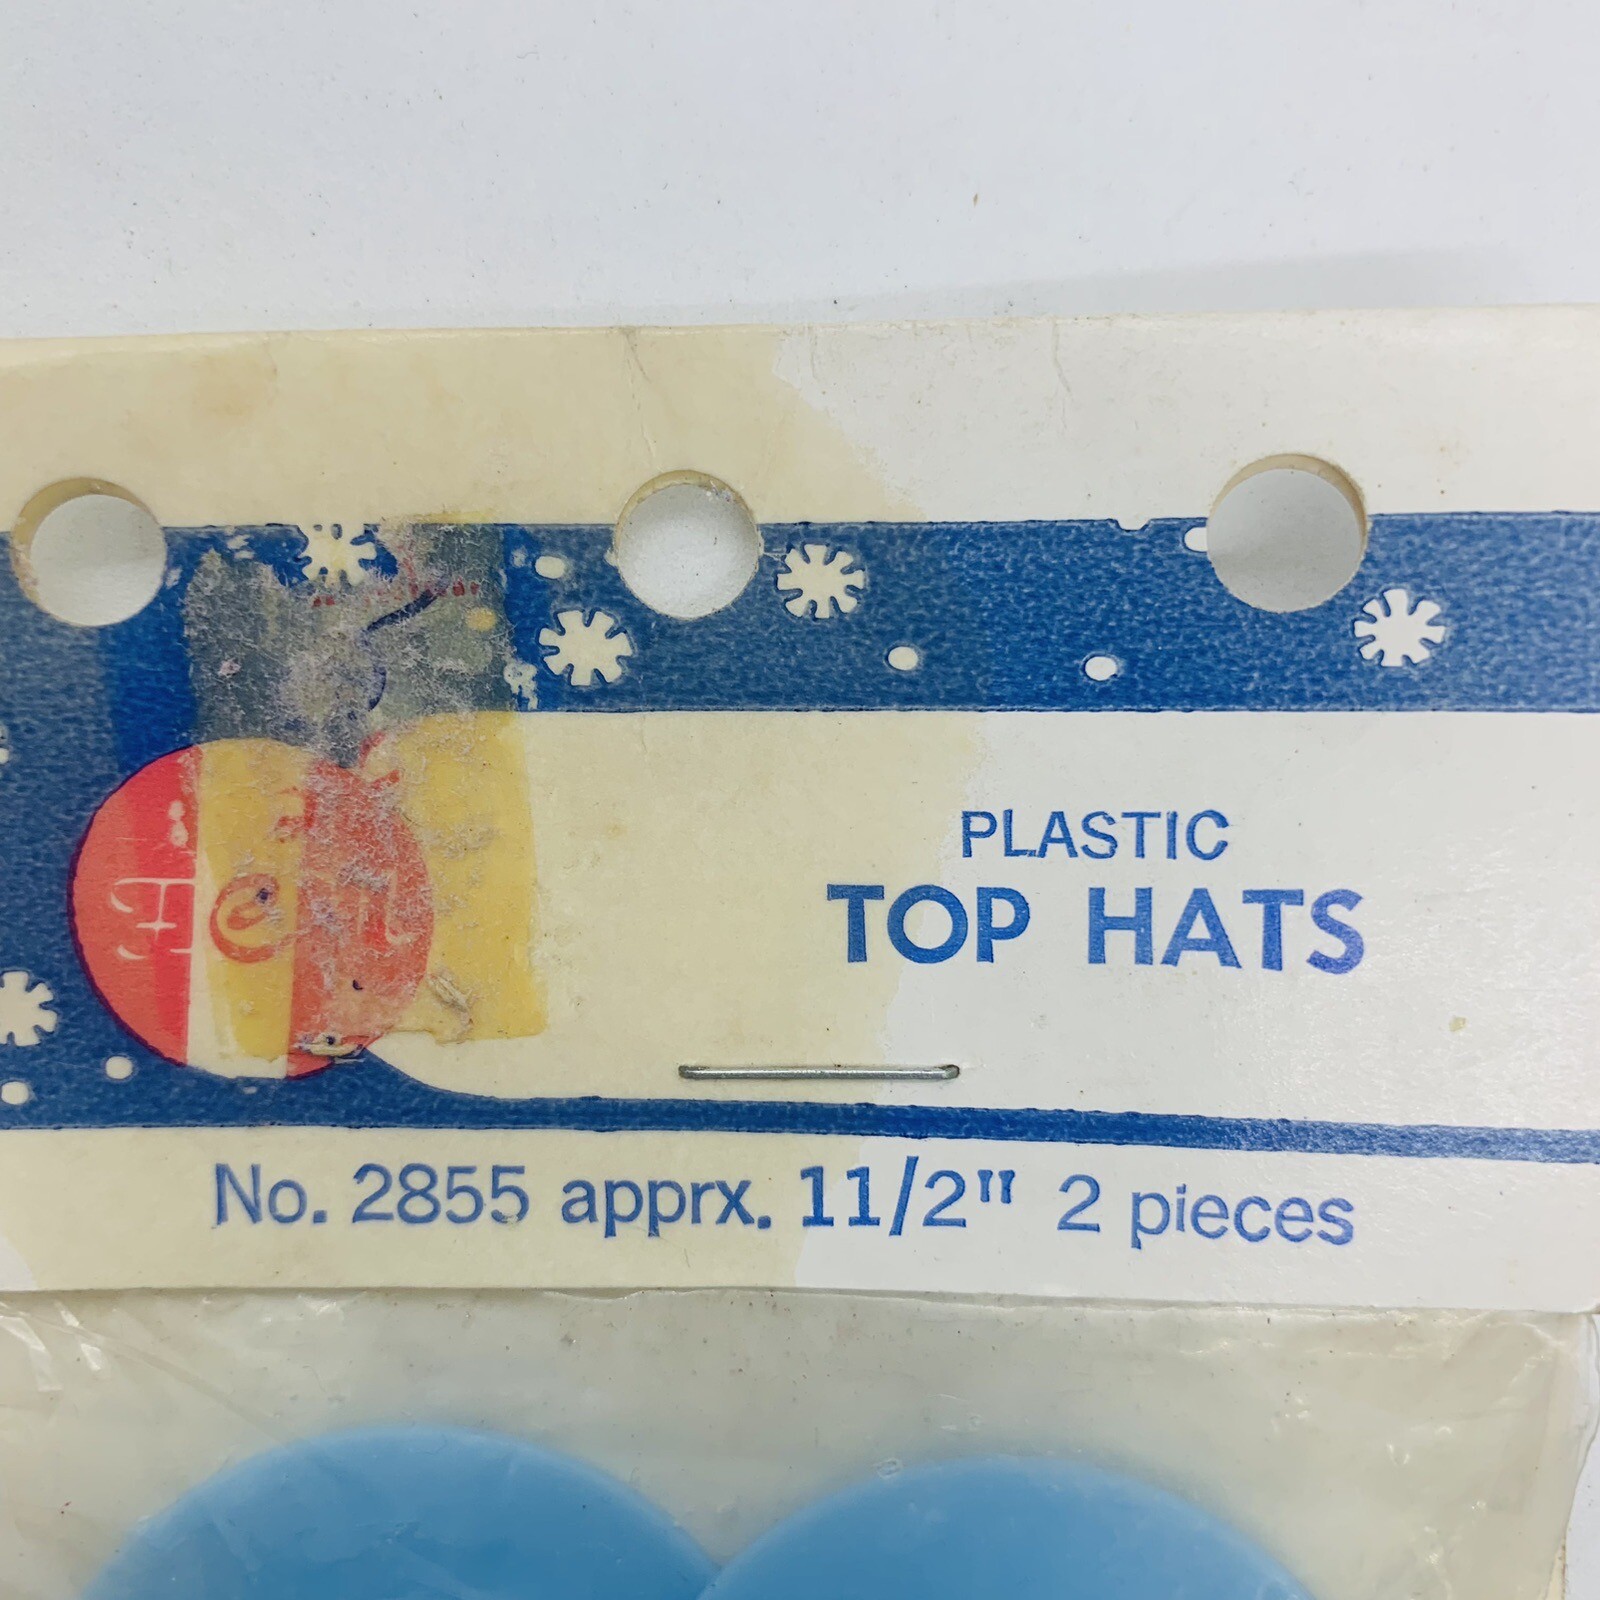 PLASTIC
TOP HATS
No. 2855 apprx. 11/2" 2 pieces